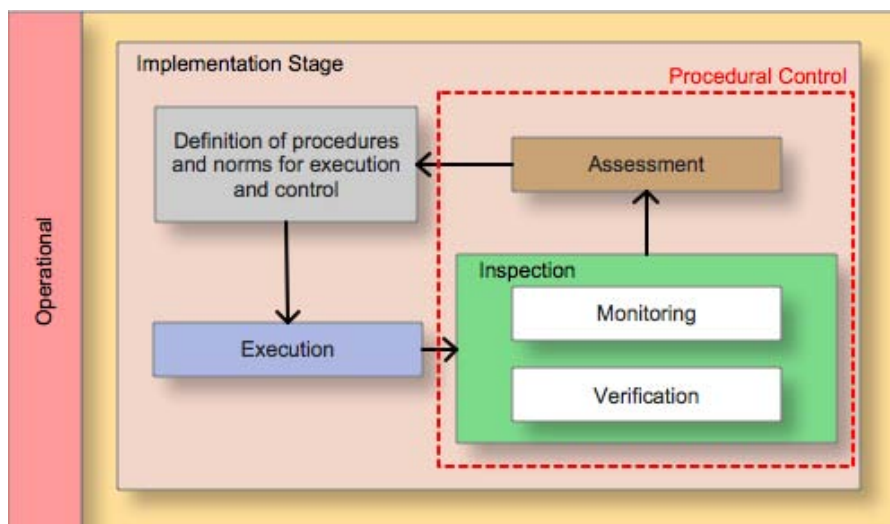 Operational
Implementation Stage
Procedural Control
Definition of procedures
and norms for execution
and control
Assessment
Inspection
Monitoring
Execution
Verification